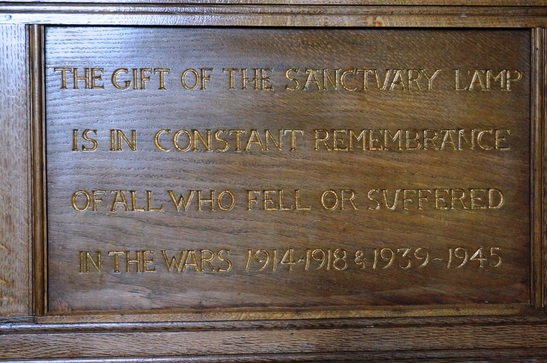 THE GIFT OF THE SANCTVARY LAMP
IS IN CONSTANT REMEMBRANCE
OF ALL WHO FELL OR SUFFERED
IN THE WARS 1914-1918 & 1939-1945